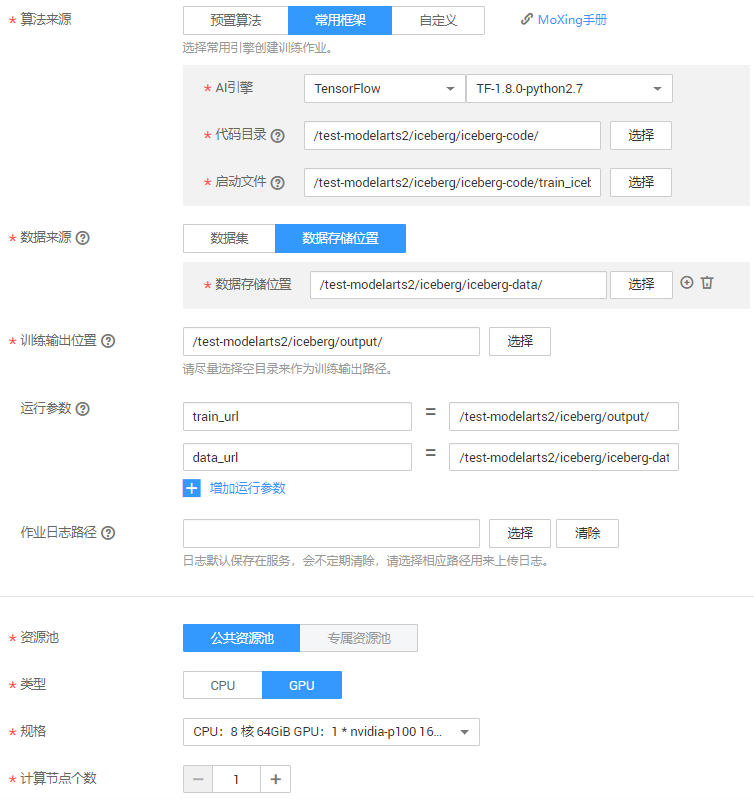 * 算法来源 预置算法 常用框架 自定义 MoXing手册
选择常用引擎创建训练作业。
* AI引擎 TensorFlow TF-1.8.0-python2.7
* 代码目录 /test-modelarts2/iceberg/iceberg-code/ 选择
* 启动文件 /test-modelarts2/iceberg/iceberg-code/train_iceb 选择
* 数据来源 数据集 数据存储位置
* 数据存储位置 /test-modelarts2/iceberg/iceberg-data/ 选择
* 训练输出位置 /test-modelarts2/iceberg/output/ 选择
请尽量选择空目录来作为训练输出路径。
运行参数 train_url = /test-modelarts2/iceberg/output/
data_url = /test-modelarts2/iceberg/iceberg-dat
增加运行参数
作业日志路径 选择 清除
日志默认保存在服务，会不定期清除，请选择相应路径用来上传日志。
* 资源池 公共资源池 专属资源池
* 类型 CPU GPU
* 规格 CPU：8 核 64GiB GPU：1 * nvidia-p100 16...
* 计算节点个数 − 1 +